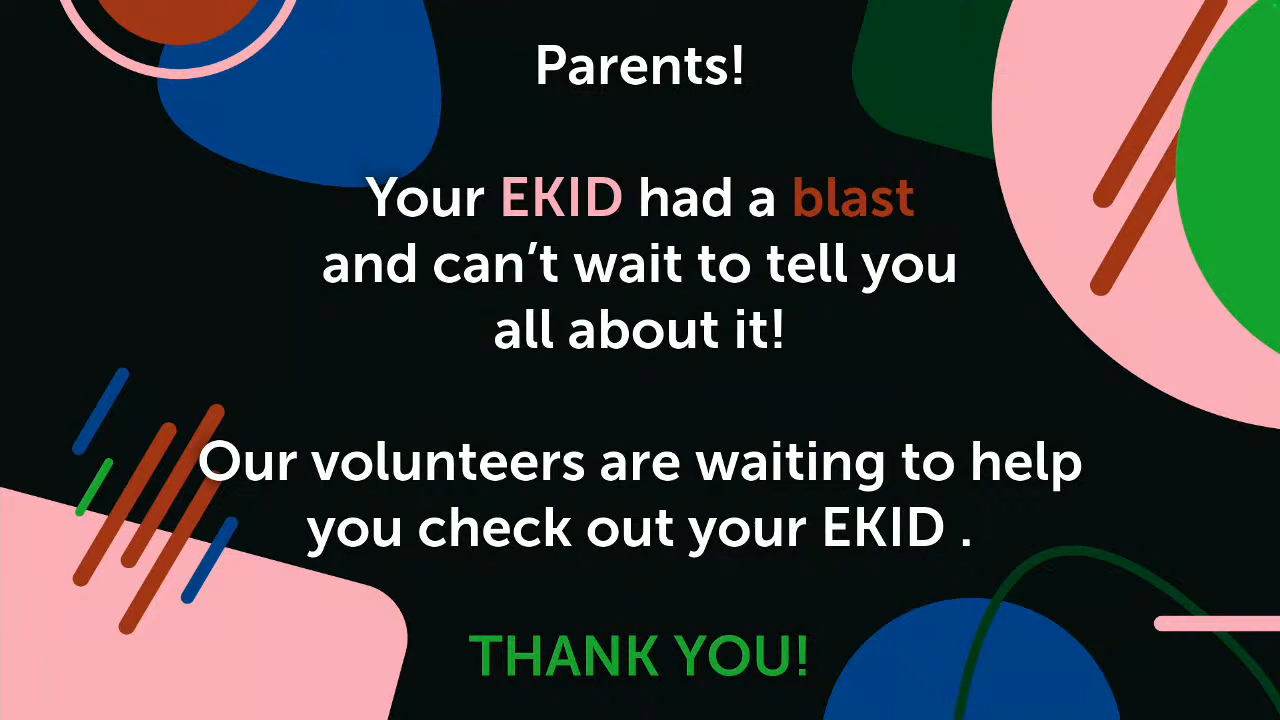 Parents!
Your EKID had a blast
and can’t wait to tell you
all about it!
Our volunteers are waiting to help
you check out your EKID .
THANK YOU!